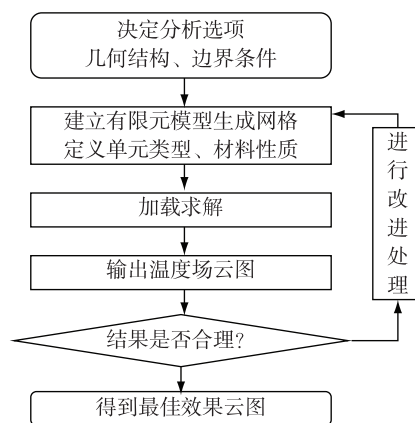 决定分析选项
几何结构、边界条件
建立有限元模型生成网格
定义单元类型、材料性质
加载求解
输出温度场云图
结果是否合理?
得到最佳效果云图
进行改进处理